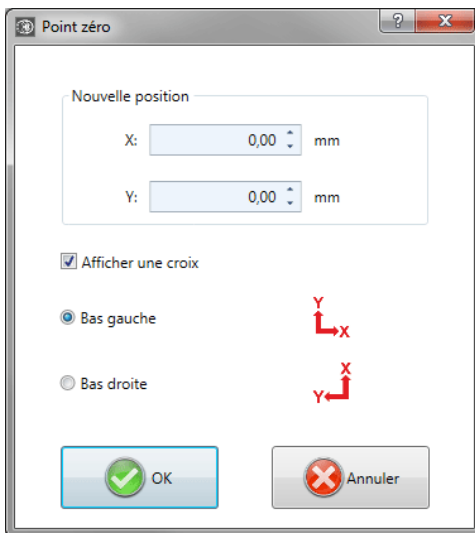 Point zéro
?
Nouvelle position
X: 0,00 mm
Y: 0,00 mm
Afficher une croix
Bas gauche
Y
X
Bas droite
X
Y
OK
Annuler